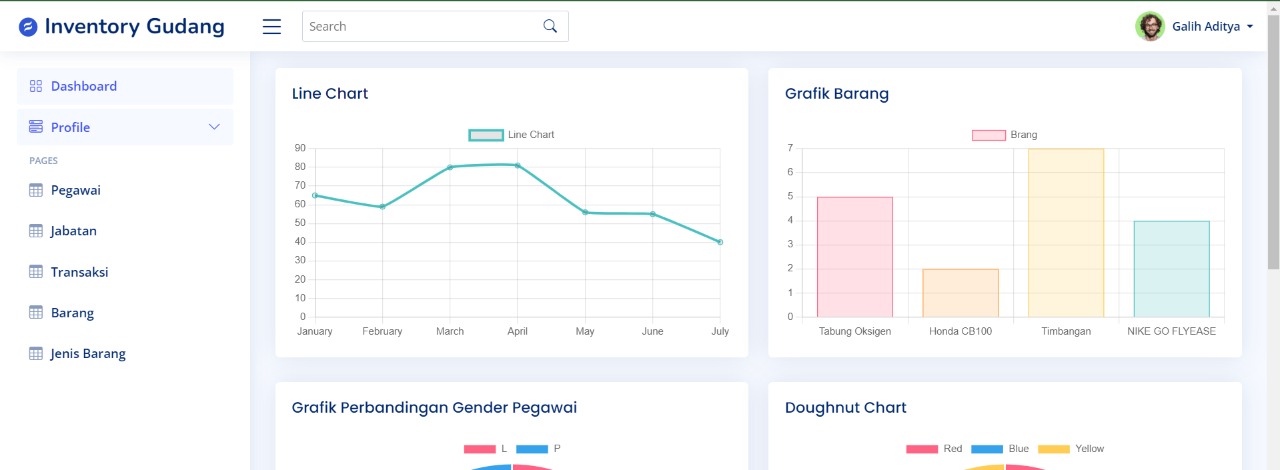 Inventory Gudang
Search
Galih Aditya
Dashboard
Profile
PAGES
Pegawai
Jabatan
Transaksi
Barang
Jenis Barang
Line Chart
Line Chart
90
80
70
60
50
40
30
20
10
0
January February March April May June July
Grafik Barang
Brang
7
6
5
4
3
2
1
0
Tabung Oksigen Honda CB100 Timbangan NIKE GO FLYEASE
Grafik Perbandingan Gender Pegawai
L P
Doughnut Chart
Red Blue Yellow